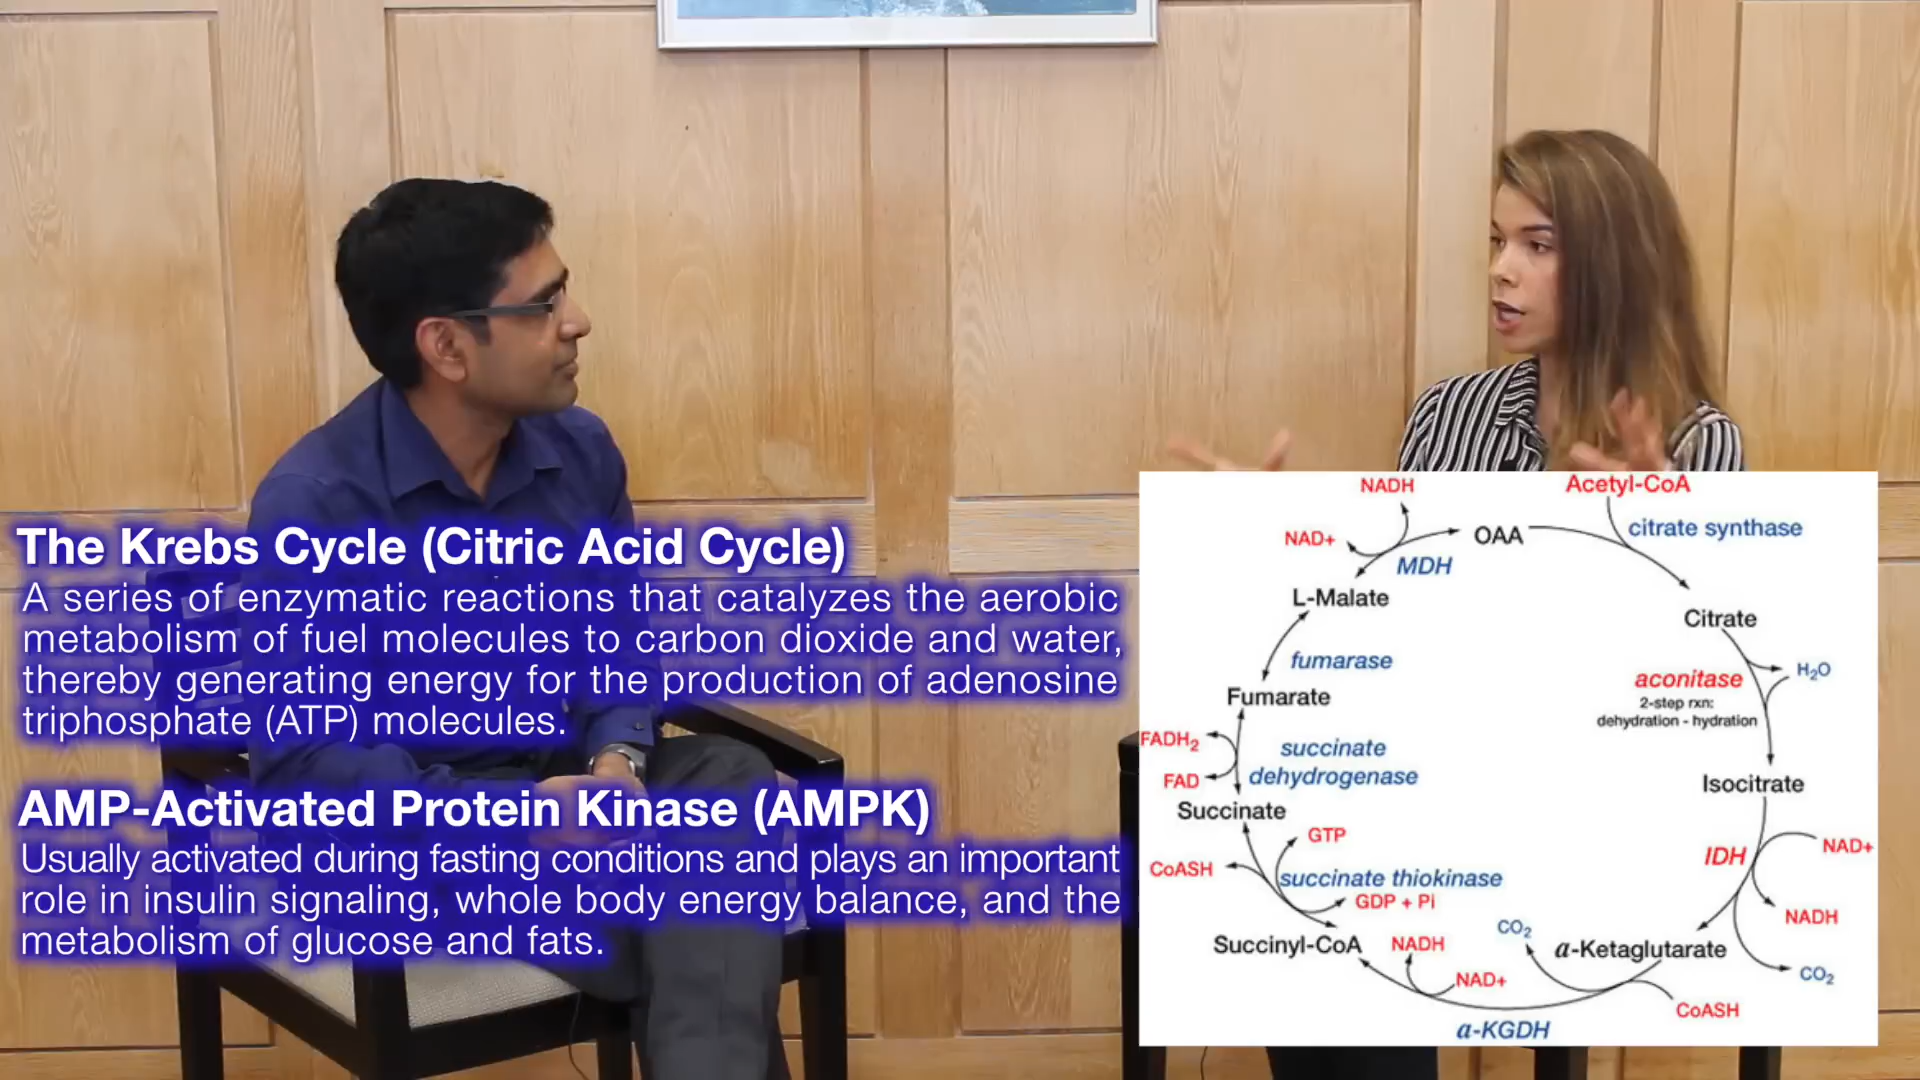 The Krebs Cycle (Citric Acid Cycle)
A series of enzymatic reactions that catalyzes the aerobic
metabolism of fuel molecules to carbon dioxide and water,
thereby generating energy for the production of adenosine
triphosphate (ATP) molecules.
AMP-Activated Protein Kinase (AMPK)
Usually activated during fasting conditions and plays an important
role in insulin signaling, whole body energy balance, and the
metabolism of glucose and fats.
NADH
Acetyl-CoA
NAD+
OAA
citrate synthase
MDH
L-Malate
Citrate
fumarase
H₂O
aconitase
2-step rxn:
dehydration - hydration
Fumarate
FADH₂
succinate
dehydrogenase
FAD
Isocitrate
Succinate
GTP
NAD+
IDH
CoASH
succinate thiokinase
GDP + Pi
NADH
CO₂
Succinyl-CoA
NADH
α-Ketaglutarate
CO₂
NAD+
CoASH
α-KGDH